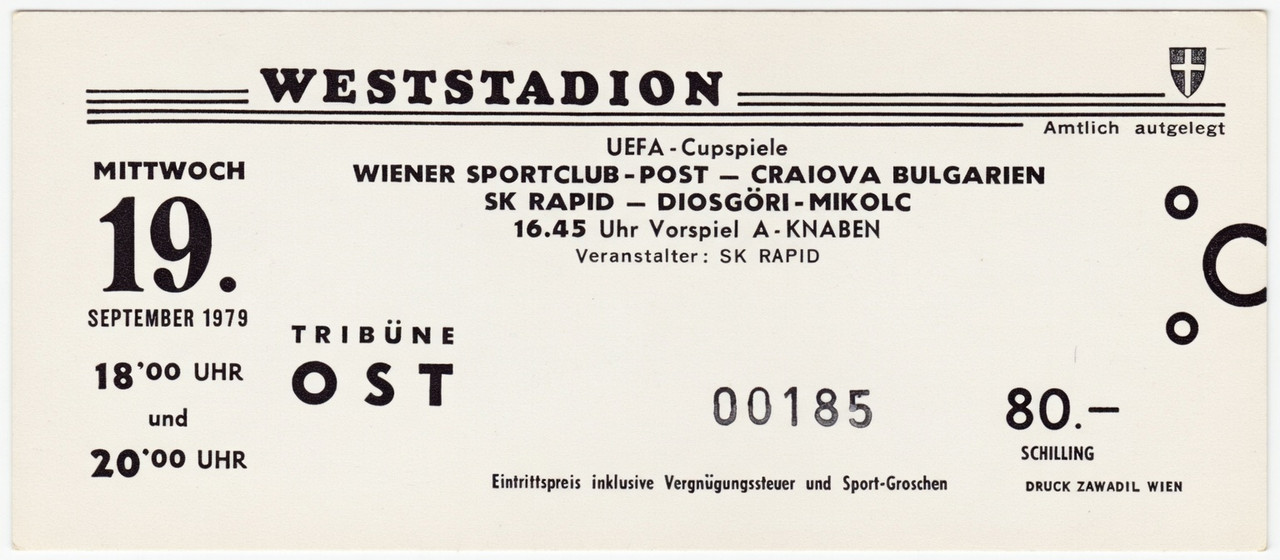 WESTSTADION
Amtlich autgelegt
UEFA-Cupspiele
WIENER SPORTCLUB-POST — CRAIOVA BULGARIEN
SK RAPID — DIOSGÖRI-MIKOLC
16.45 Uhr Vorspiel A-KNABEN
Veranstalter: SK RAPID
MITTWOCH
19.
SEPTEMBER 1979
18'00 UHR
und
20'00 UHR
TRIBÜNE
OST
00185
80.—
SCHILLING
Eintrittspreis inklusive Vergnügungssteuer und Sport-Groschen
DRUCK ZAWADIL WIEN